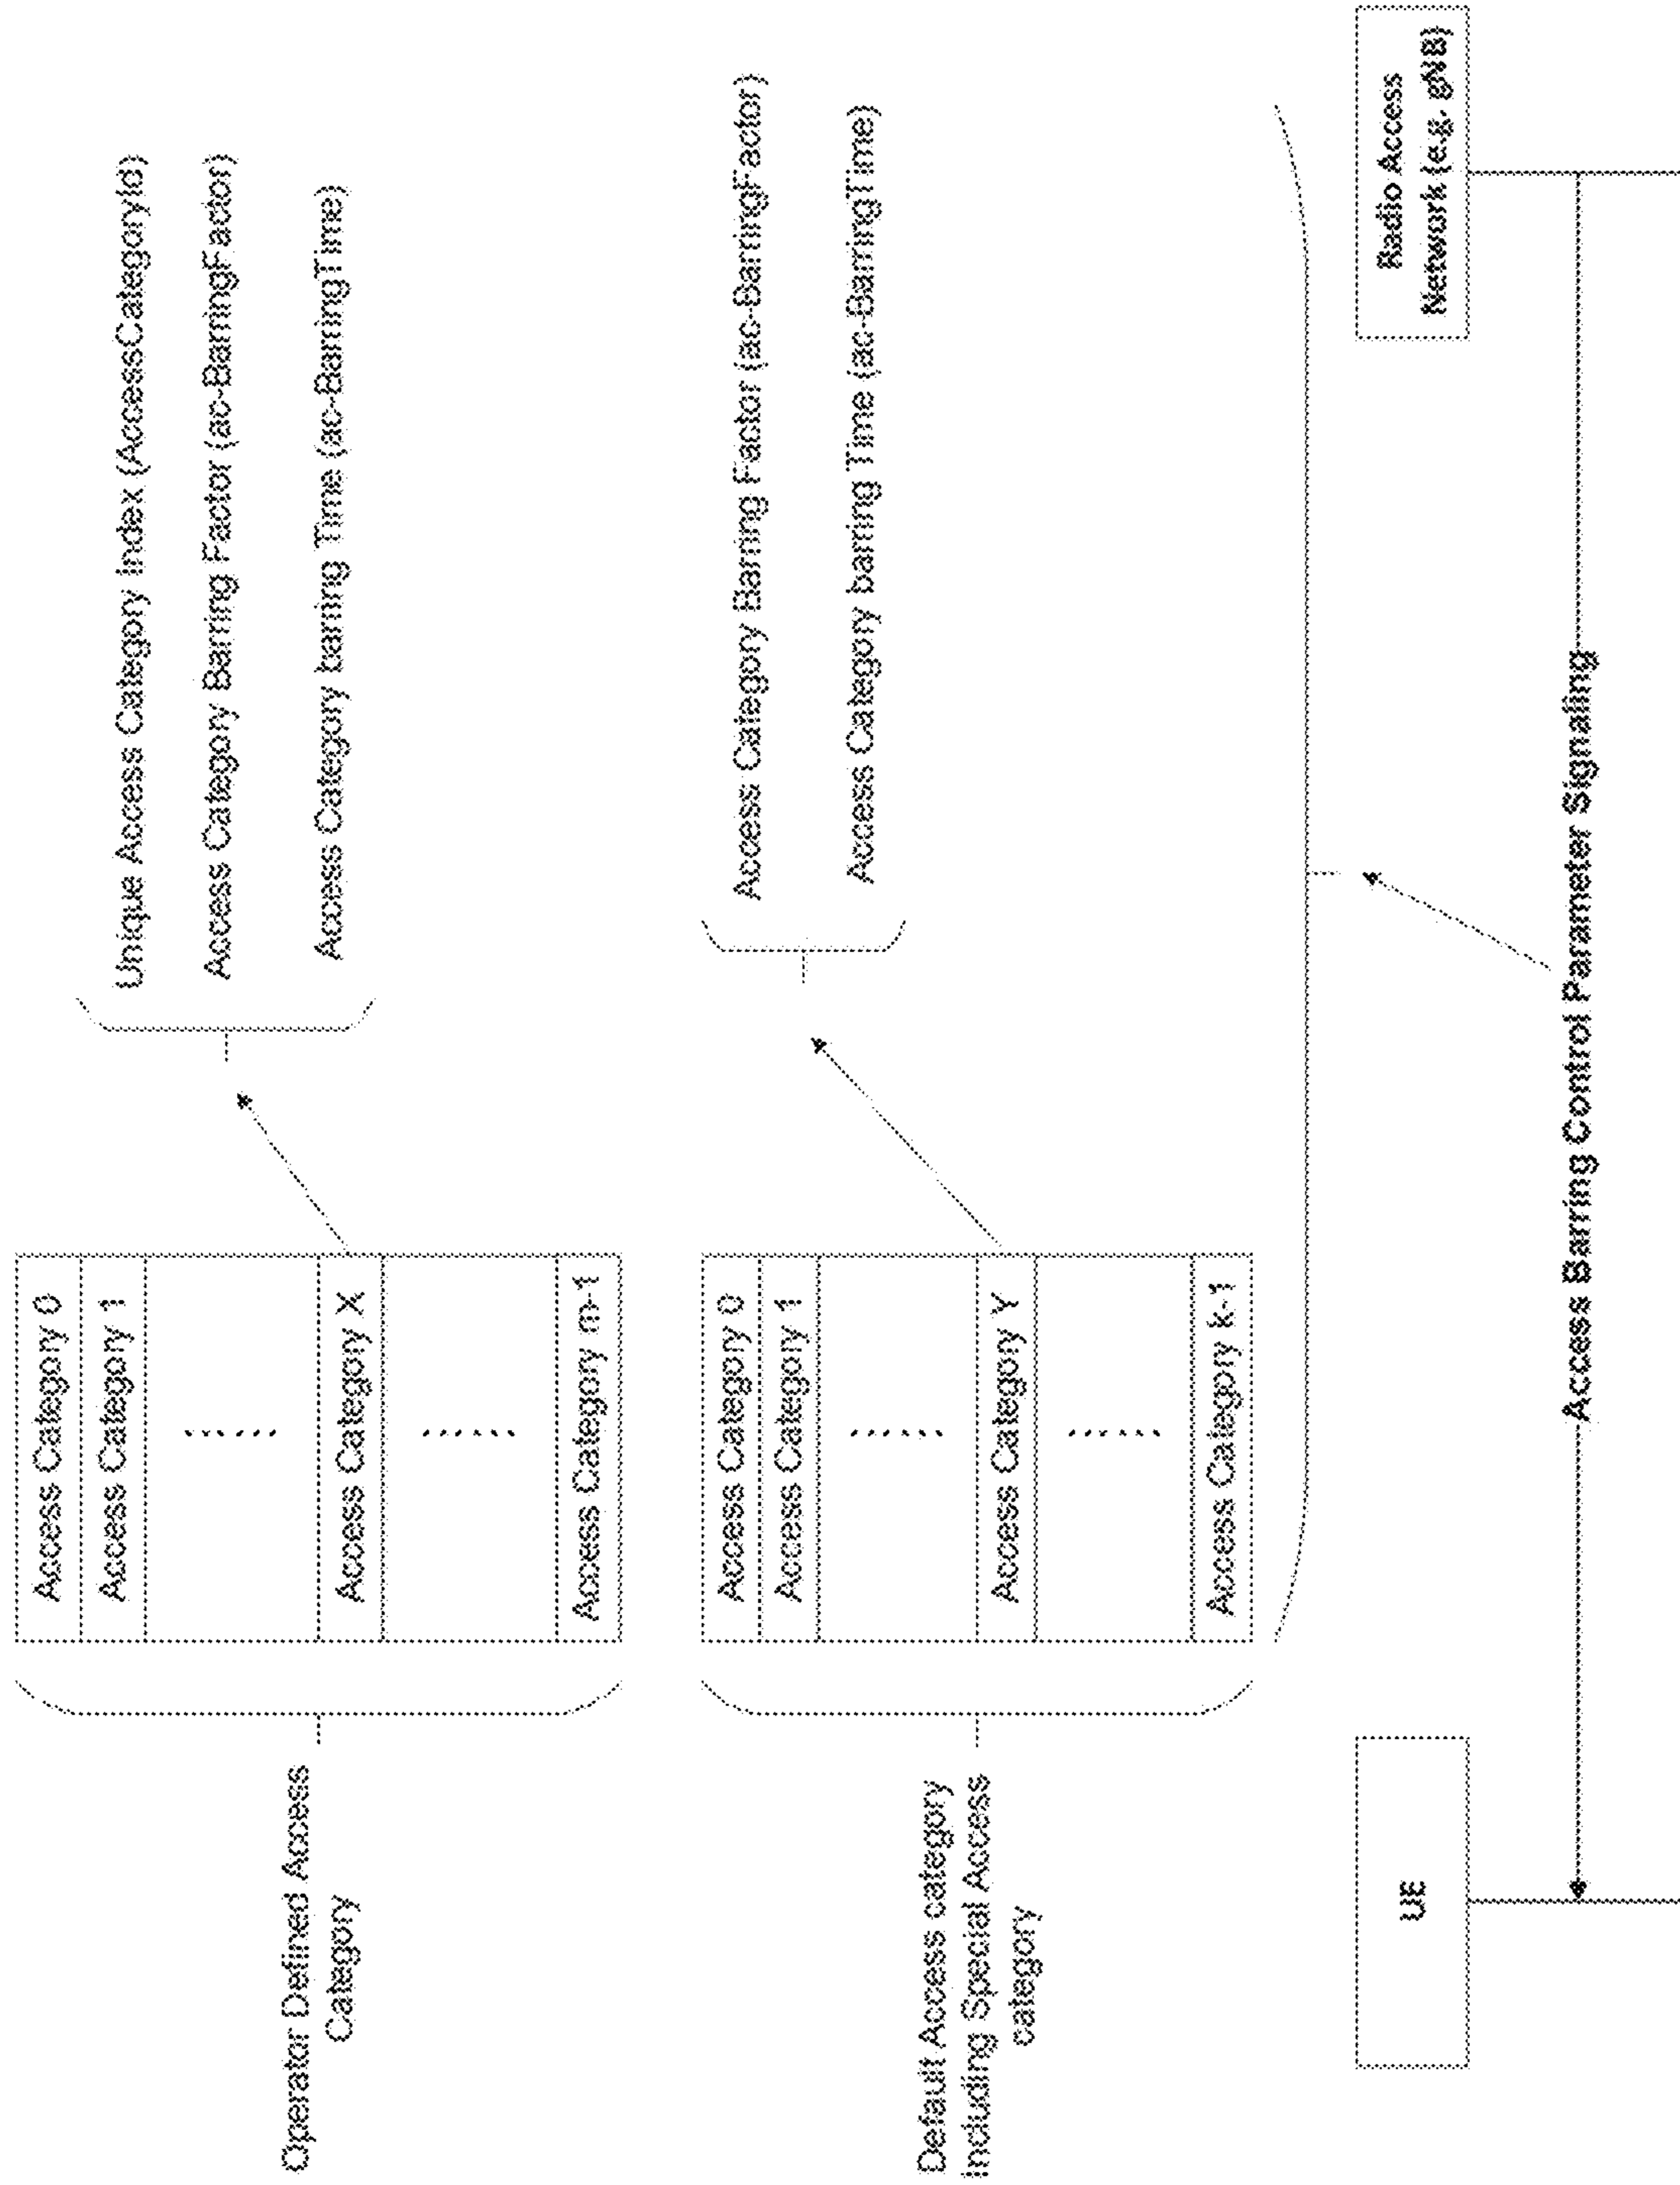 Operator Defined Access
Category
Access Category 0
Access Category 1
......
Access Category X
......
Access Category m-1
Unique Access Category Index (AccessCategoryId)
Access Category Barring Factor (ac-BarringFactor)
Access Category barring Time (ac-BarringTime)
Default Access category
including Special Access
category
Access Category 0
Access Category 1
......
Access Category Y
......
Access Category k-1
Access Category Barring Factor (ac-BarringFactor)
Access Category barring Time (ac-BarringTime)
UE
Radio Access
Network (e.g. gNB)
Access Barring Control Parameter Signaling